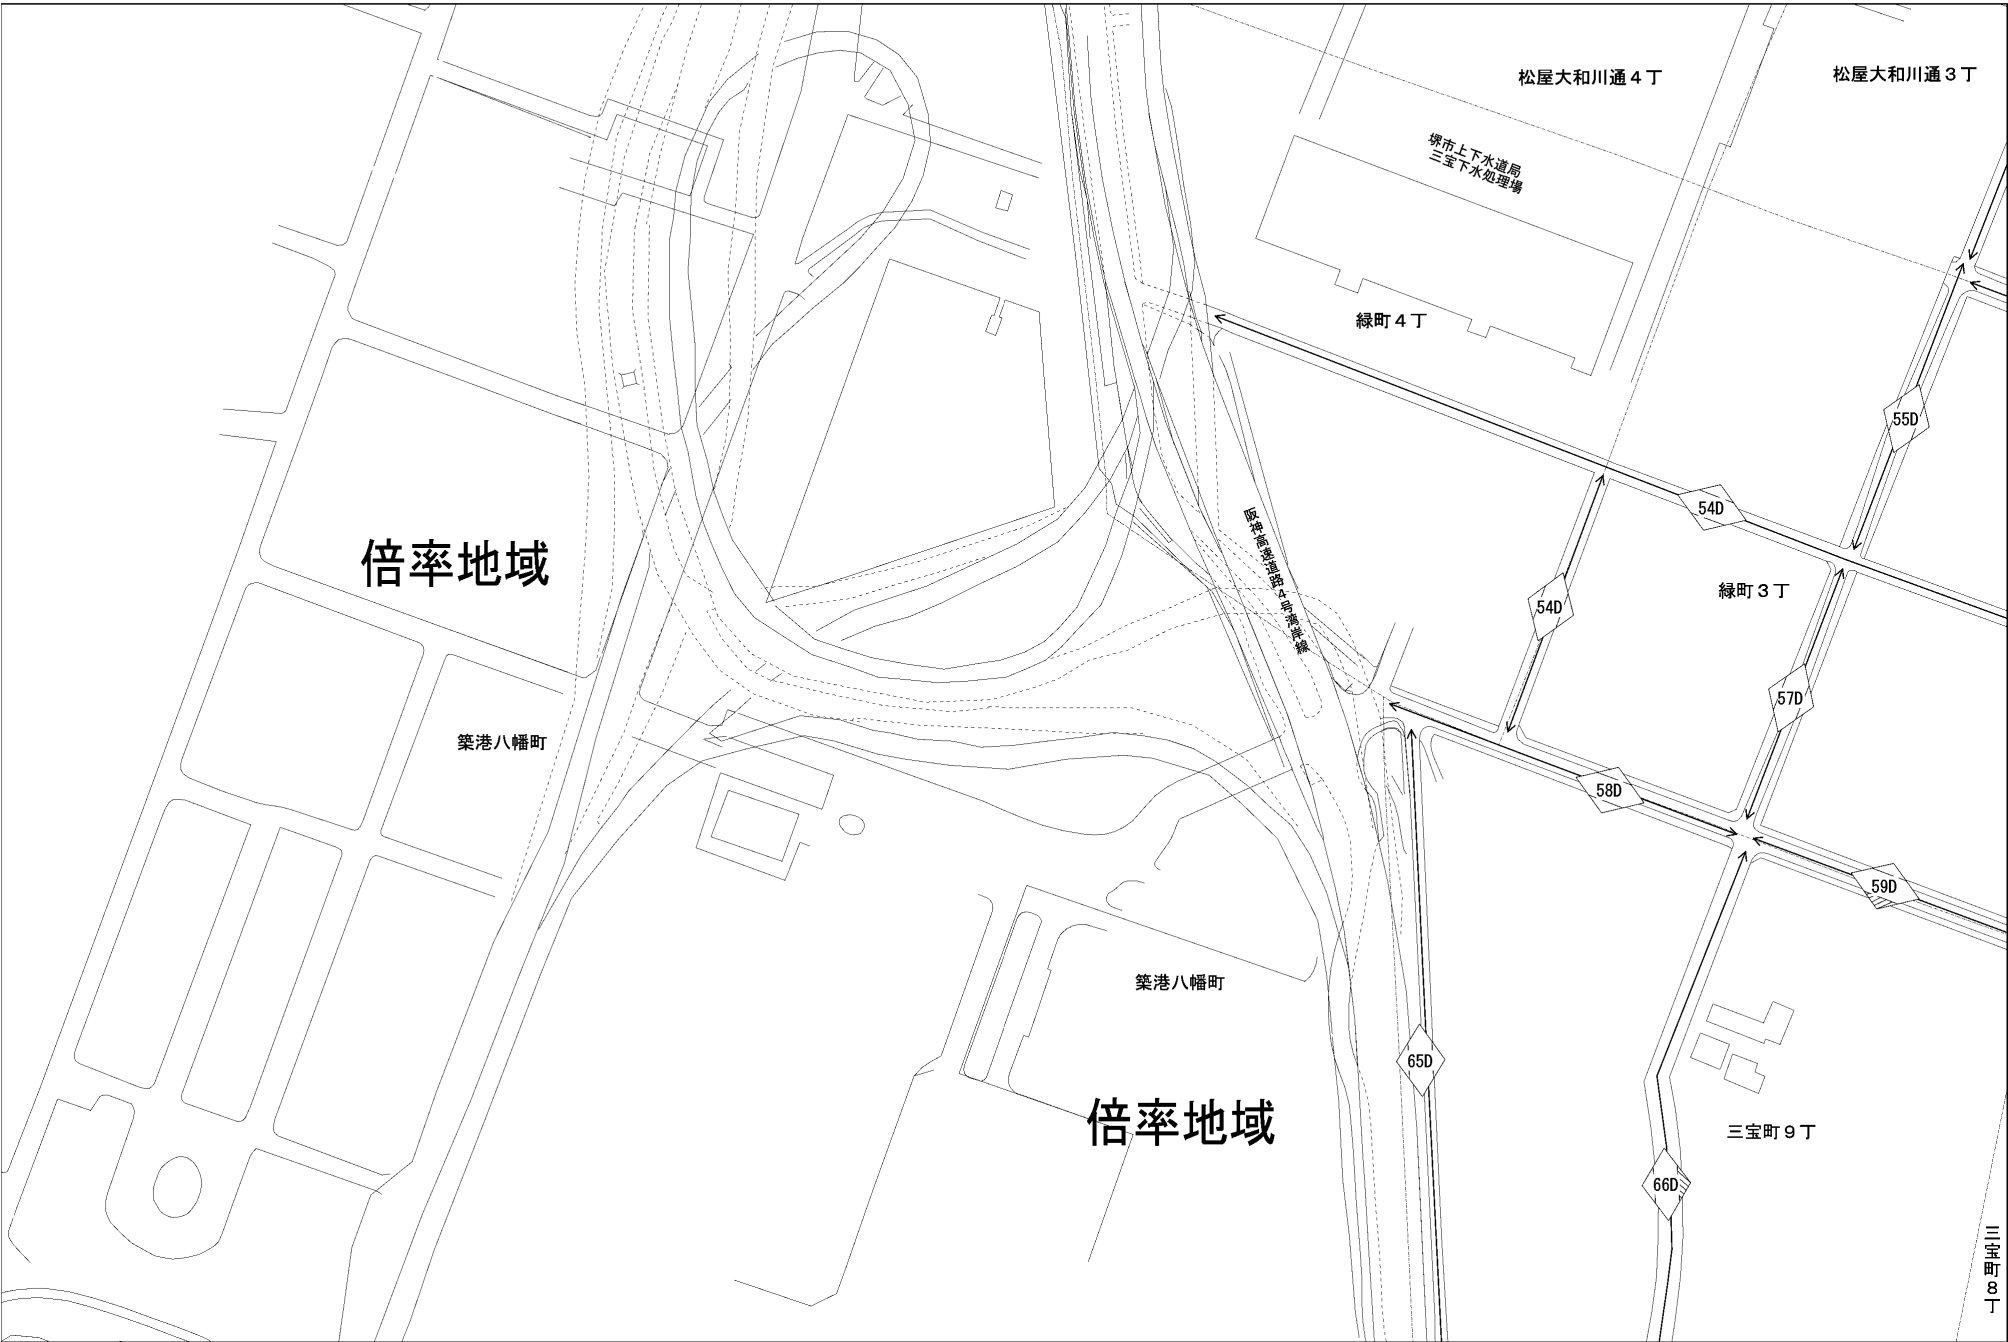 松屋大和川通４丁
松屋大和川通３丁
堺市上下水道局
三宝下水処理場
緑町４丁
55D
54D
阪神高速道路4号湾岸線
倍率地域
緑町３丁
54D
57D
築港八幡町
58D
59D
築港八幡町
65D
倍率地域
三宝町９丁
66D
三宝町８丁